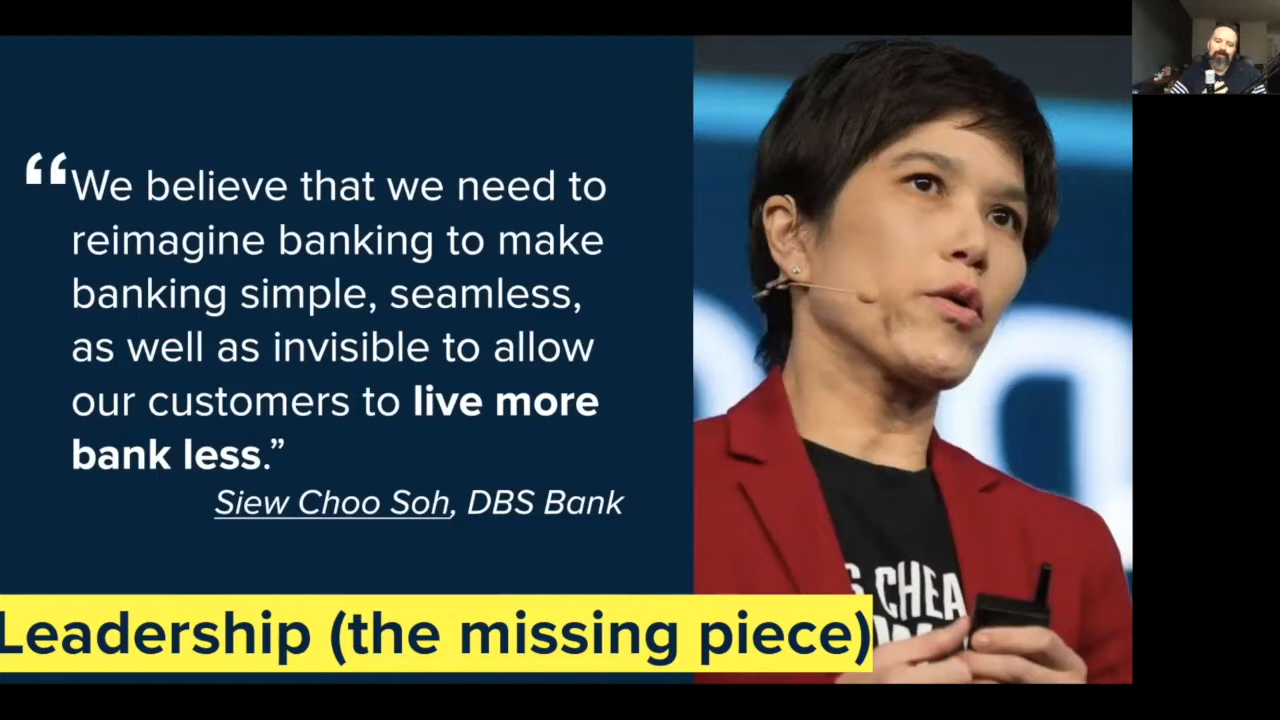 “We believe that we need to
reimagine banking to make
banking simple, seamless,
as well as invisible to allow
our customers to live more
bank less.”
Siew Choo Soh, DBS Bank
CHEA
Leadership (the missing piece)